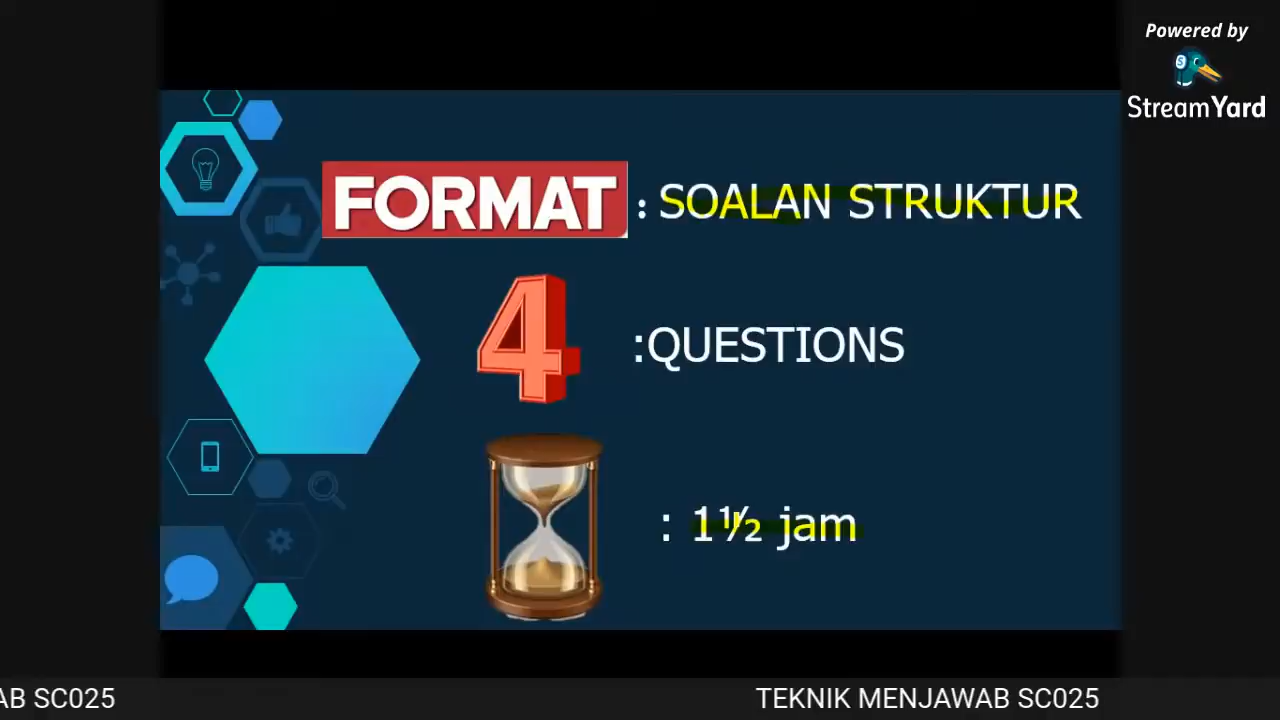 Powered by
StreamYard
FORMAT : SOALAN STRUKTUR
4 :QUESTIONS
: 1½ jam
AB SC025 TEKNIK MENJAWAB SC025